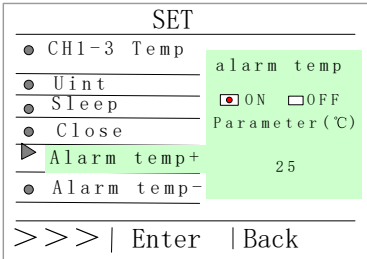 SET
CH1-3 Temp
Uint
Sleep
Close
Alarm temp+
Alarm temp-
alarm temp
ON OFF
Parameter(℃)
25
>>>| Enter |Back